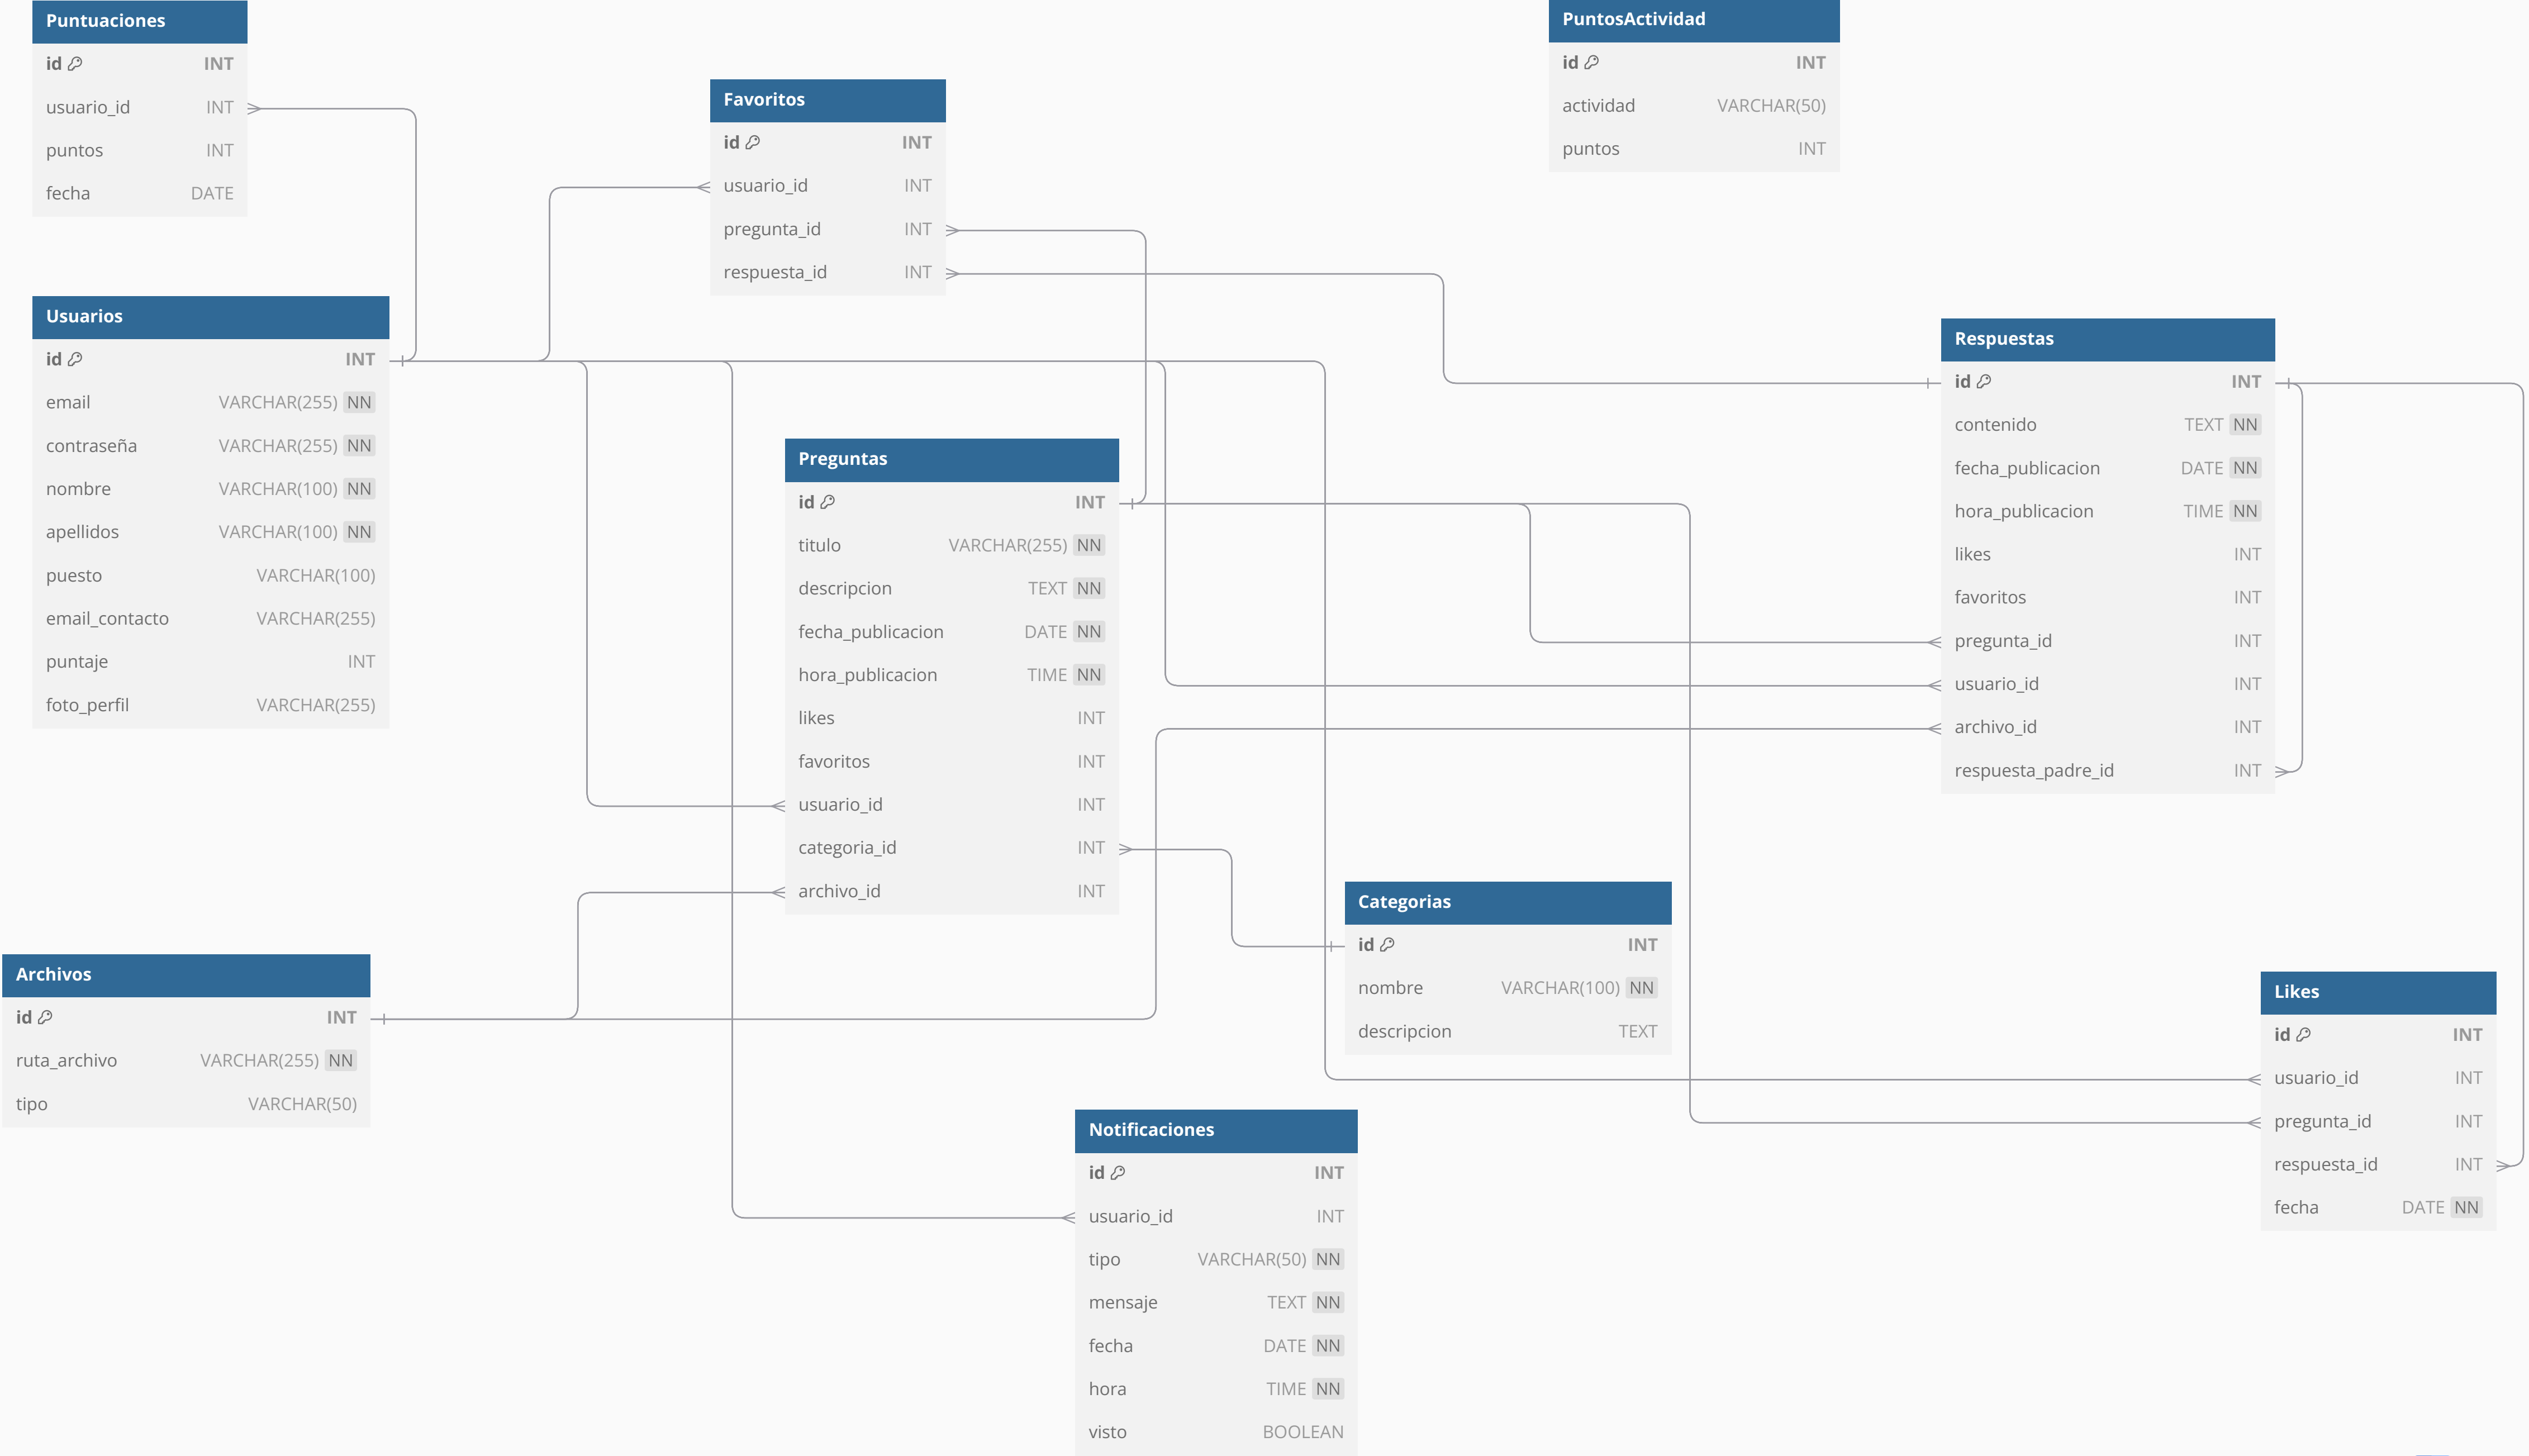 Puntuaciones
id INT
usuario_id INT
puntos INT
fecha DATE
PuntosActividad
id INT
actividad VARCHAR(50)
puntos INT
Favoritos
id INT
usuario_id INT
pregunta_id INT
respuesta_id INT
Usuarios
id INT
email VARCHAR(255) NN
contraseña VARCHAR(255) NN
nombre VARCHAR(100) NN
apellidos VARCHAR(100) NN
puesto VARCHAR(100)
email_contacto VARCHAR(255)
puntaje INT
foto_perfil VARCHAR(255)
Respuestas
id INT
contenido TEXT NN
fecha_publicacion DATE NN
hora_publicacion TIME NN
likes INT
favoritos INT
pregunta_id INT
usuario_id INT
archivo_id INT
respuesta_padre_id INT
Preguntas
id INT
titulo VARCHAR(255) NN
descripcion TEXT NN
fecha_publicacion DATE NN
hora_publicacion TIME NN
likes INT
favoritos INT
usuario_id INT
categoria_id INT
archivo_id INT
Categorias
id INT
nombre VARCHAR(100) NN
descripcion TEXT
Archivos
id INT
ruta_archivo VARCHAR(255) NN
tipo VARCHAR(50)
Likes
id INT
usuario_id INT
pregunta_id INT
respuesta_id INT
fecha DATE NN
Notificaciones
id INT
usuario_id INT
tipo VARCHAR(50) NN
mensaje TEXT NN
fecha DATE NN
hora TIME NN
visto BOOLEAN